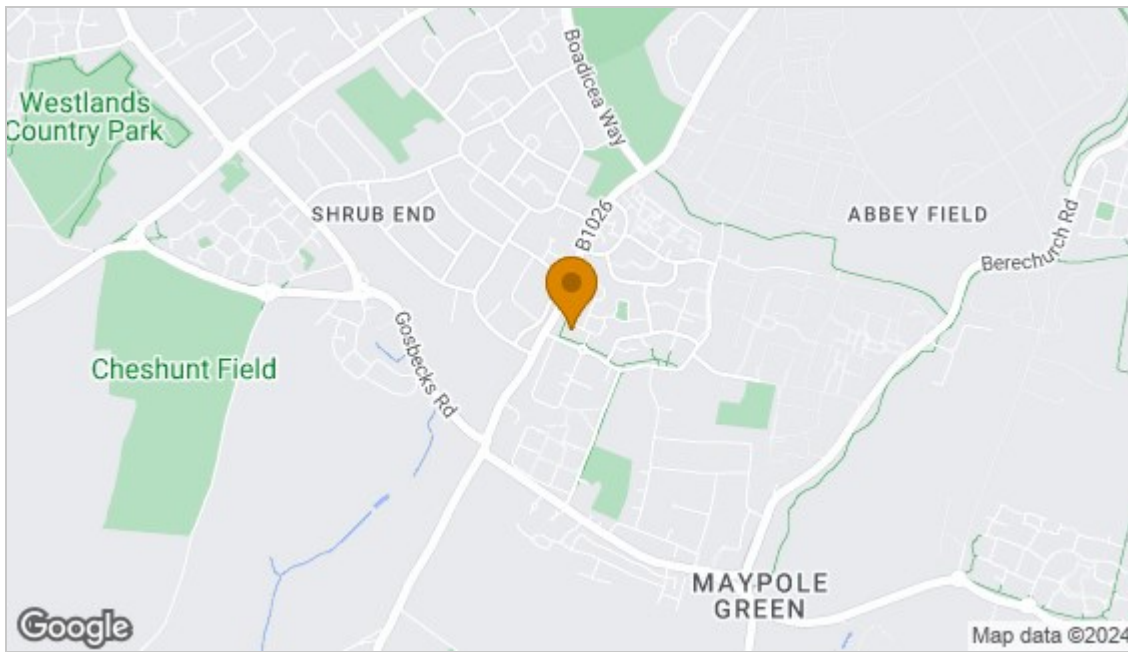 Boadicea Way
Westlands
Country Park
SHRUB END
B1026
ABBEY FIELD
Berechurch Rd
Gosbecks Rd
Cheshunt Field
MAYPOLE
GREEN
Google
Map data ©2024